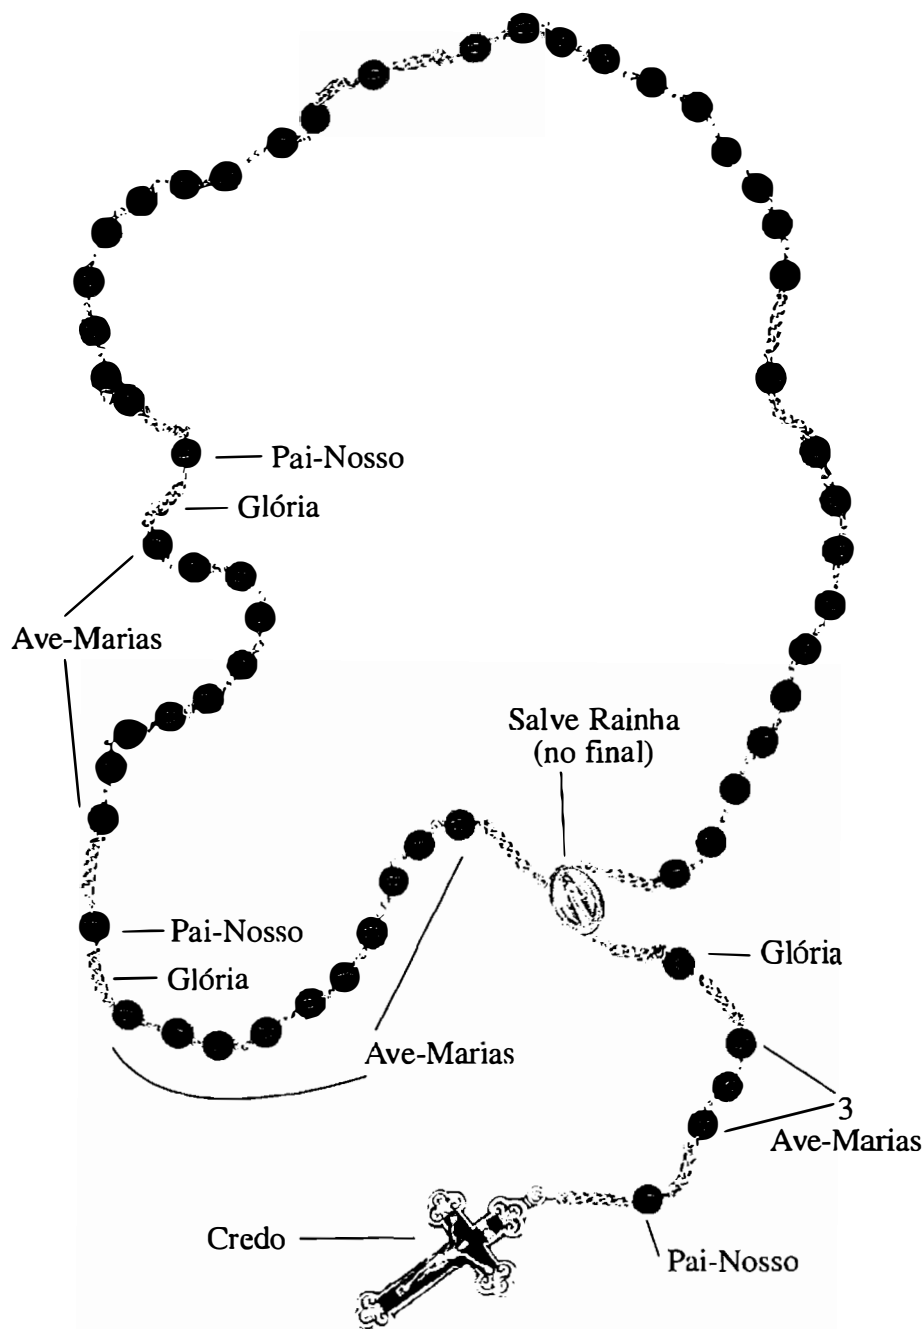 Pai-Nosso
Glória
Ave-Marias
Salve Rainha
(no final)
Pai-Nosso
Glória
Glória
Ave-Marias
3
Ave-Marias
Credo
Pai-Nosso